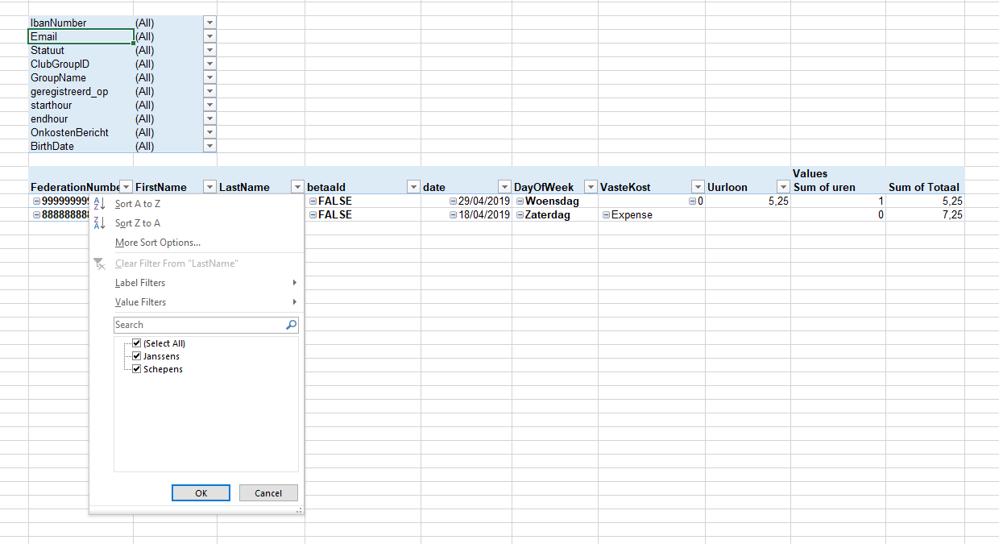 IbanNumber (All)
Email (All)
Statuut (All)
ClubGroupID (All)
GroupName (All)
geregistreerd_op (All)
starthour (All)
endhour (All)
OnkostenBericht (All)
BirthDate (All)
Values
FederationNumbe FirstName LastName betaald date DayOfWeek VasteKost Uurloon Sum of uren Sum of Totaal
FALSE 29/04/2019 Woensdag 0 5,25 1 5,25
FALSE 18/04/2019 Zaterdag Expense 0 7,25
Sort A to Z
Sort Z to A
More Sort Options...
Clear Filter From "LastName"
Label Filters
Value Filters
Search
(Select All)
Janssens
Schepens
OK Cancel